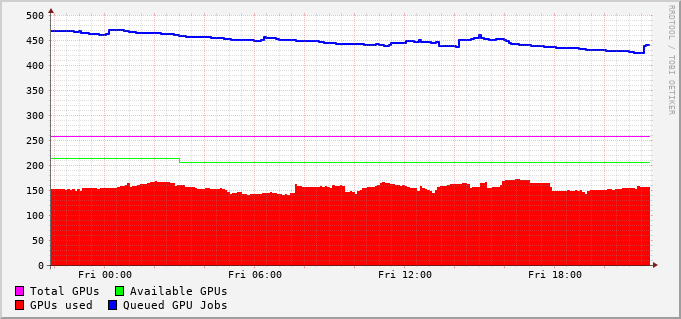 500
450
400
350
300
250
200
150
100
50
0
Fri 00:00 Fri 06:00 Fri 12:00 Fri 18:00
Total GPUs Available GPUs
GPUs used Queued GPU Jobs
RRDTOOL / TOBI OETIKER